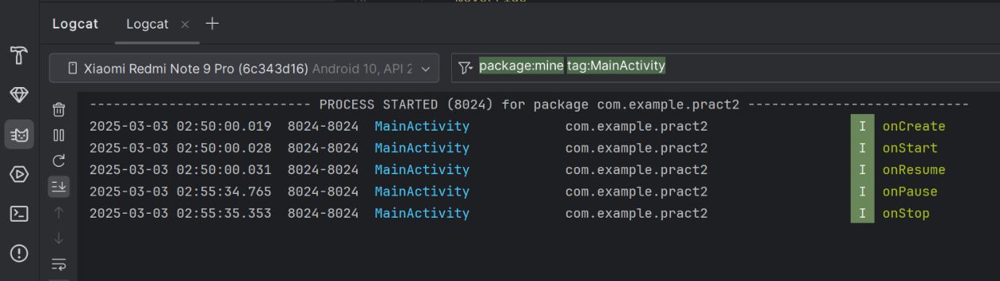 Logcat Logcat
Xiaomi Redmi Note 9 Pro (6c343d16) Android 10, API 2 package:mine tag:MainActivity
---------------------------- PROCESS STARTED (8024) for package com.example.pract2 ----------------------------
2025-03-03 02:50:00.019 8024-8024 MainActivity com.example.pract2 I onCreate
2025-03-03 02:50:00.028 8024-8024 MainActivity com.example.pract2 I onStart
2025-03-03 02:50:00.031 8024-8024 MainActivity com.example.pract2 I onResume
2025-03-03 02:55:34.765 8024-8024 MainActivity com.example.pract2 I onPause
2025-03-03 02:55:35.353 8024-8024 MainActivity com.example.pract2 I onStop